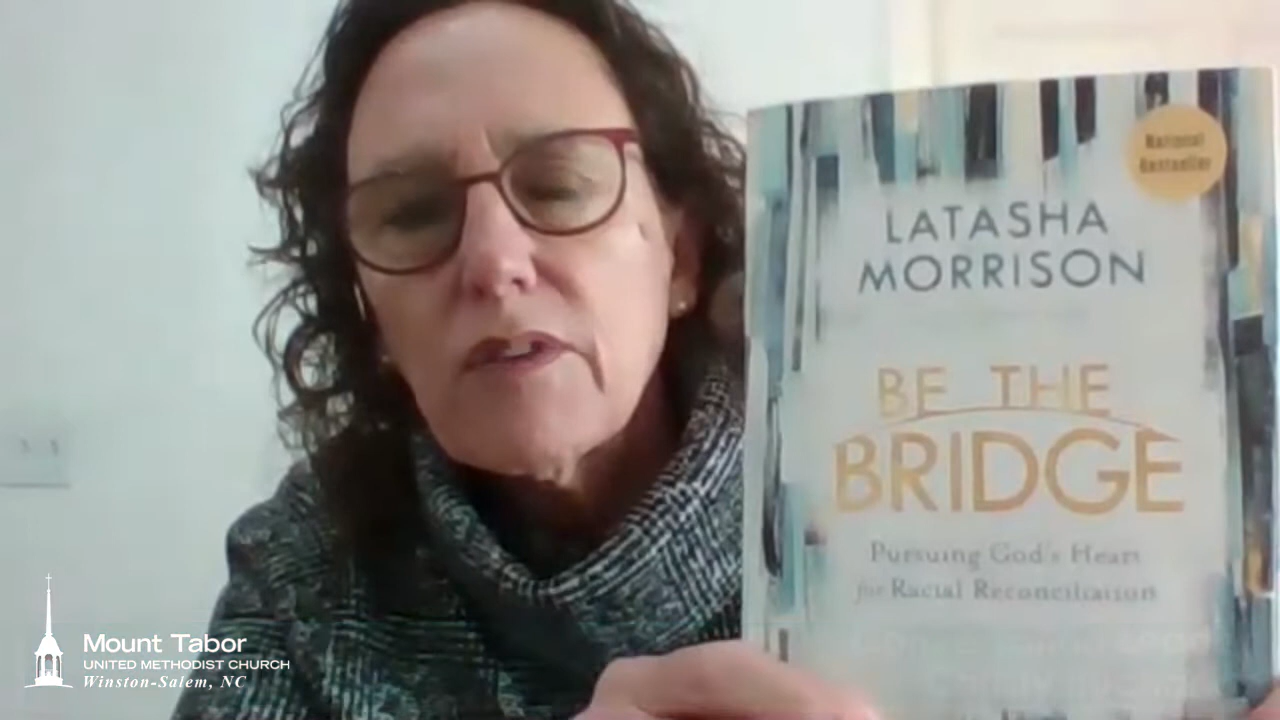 National
Bestseller
LATASHA
MORRISON
BE THE
BRIDGE
Pursuing God's Heart
for Racial Reconciliation
Mount Tabor
UNITED METHODIST CHURCH
Winston-Salem, NC